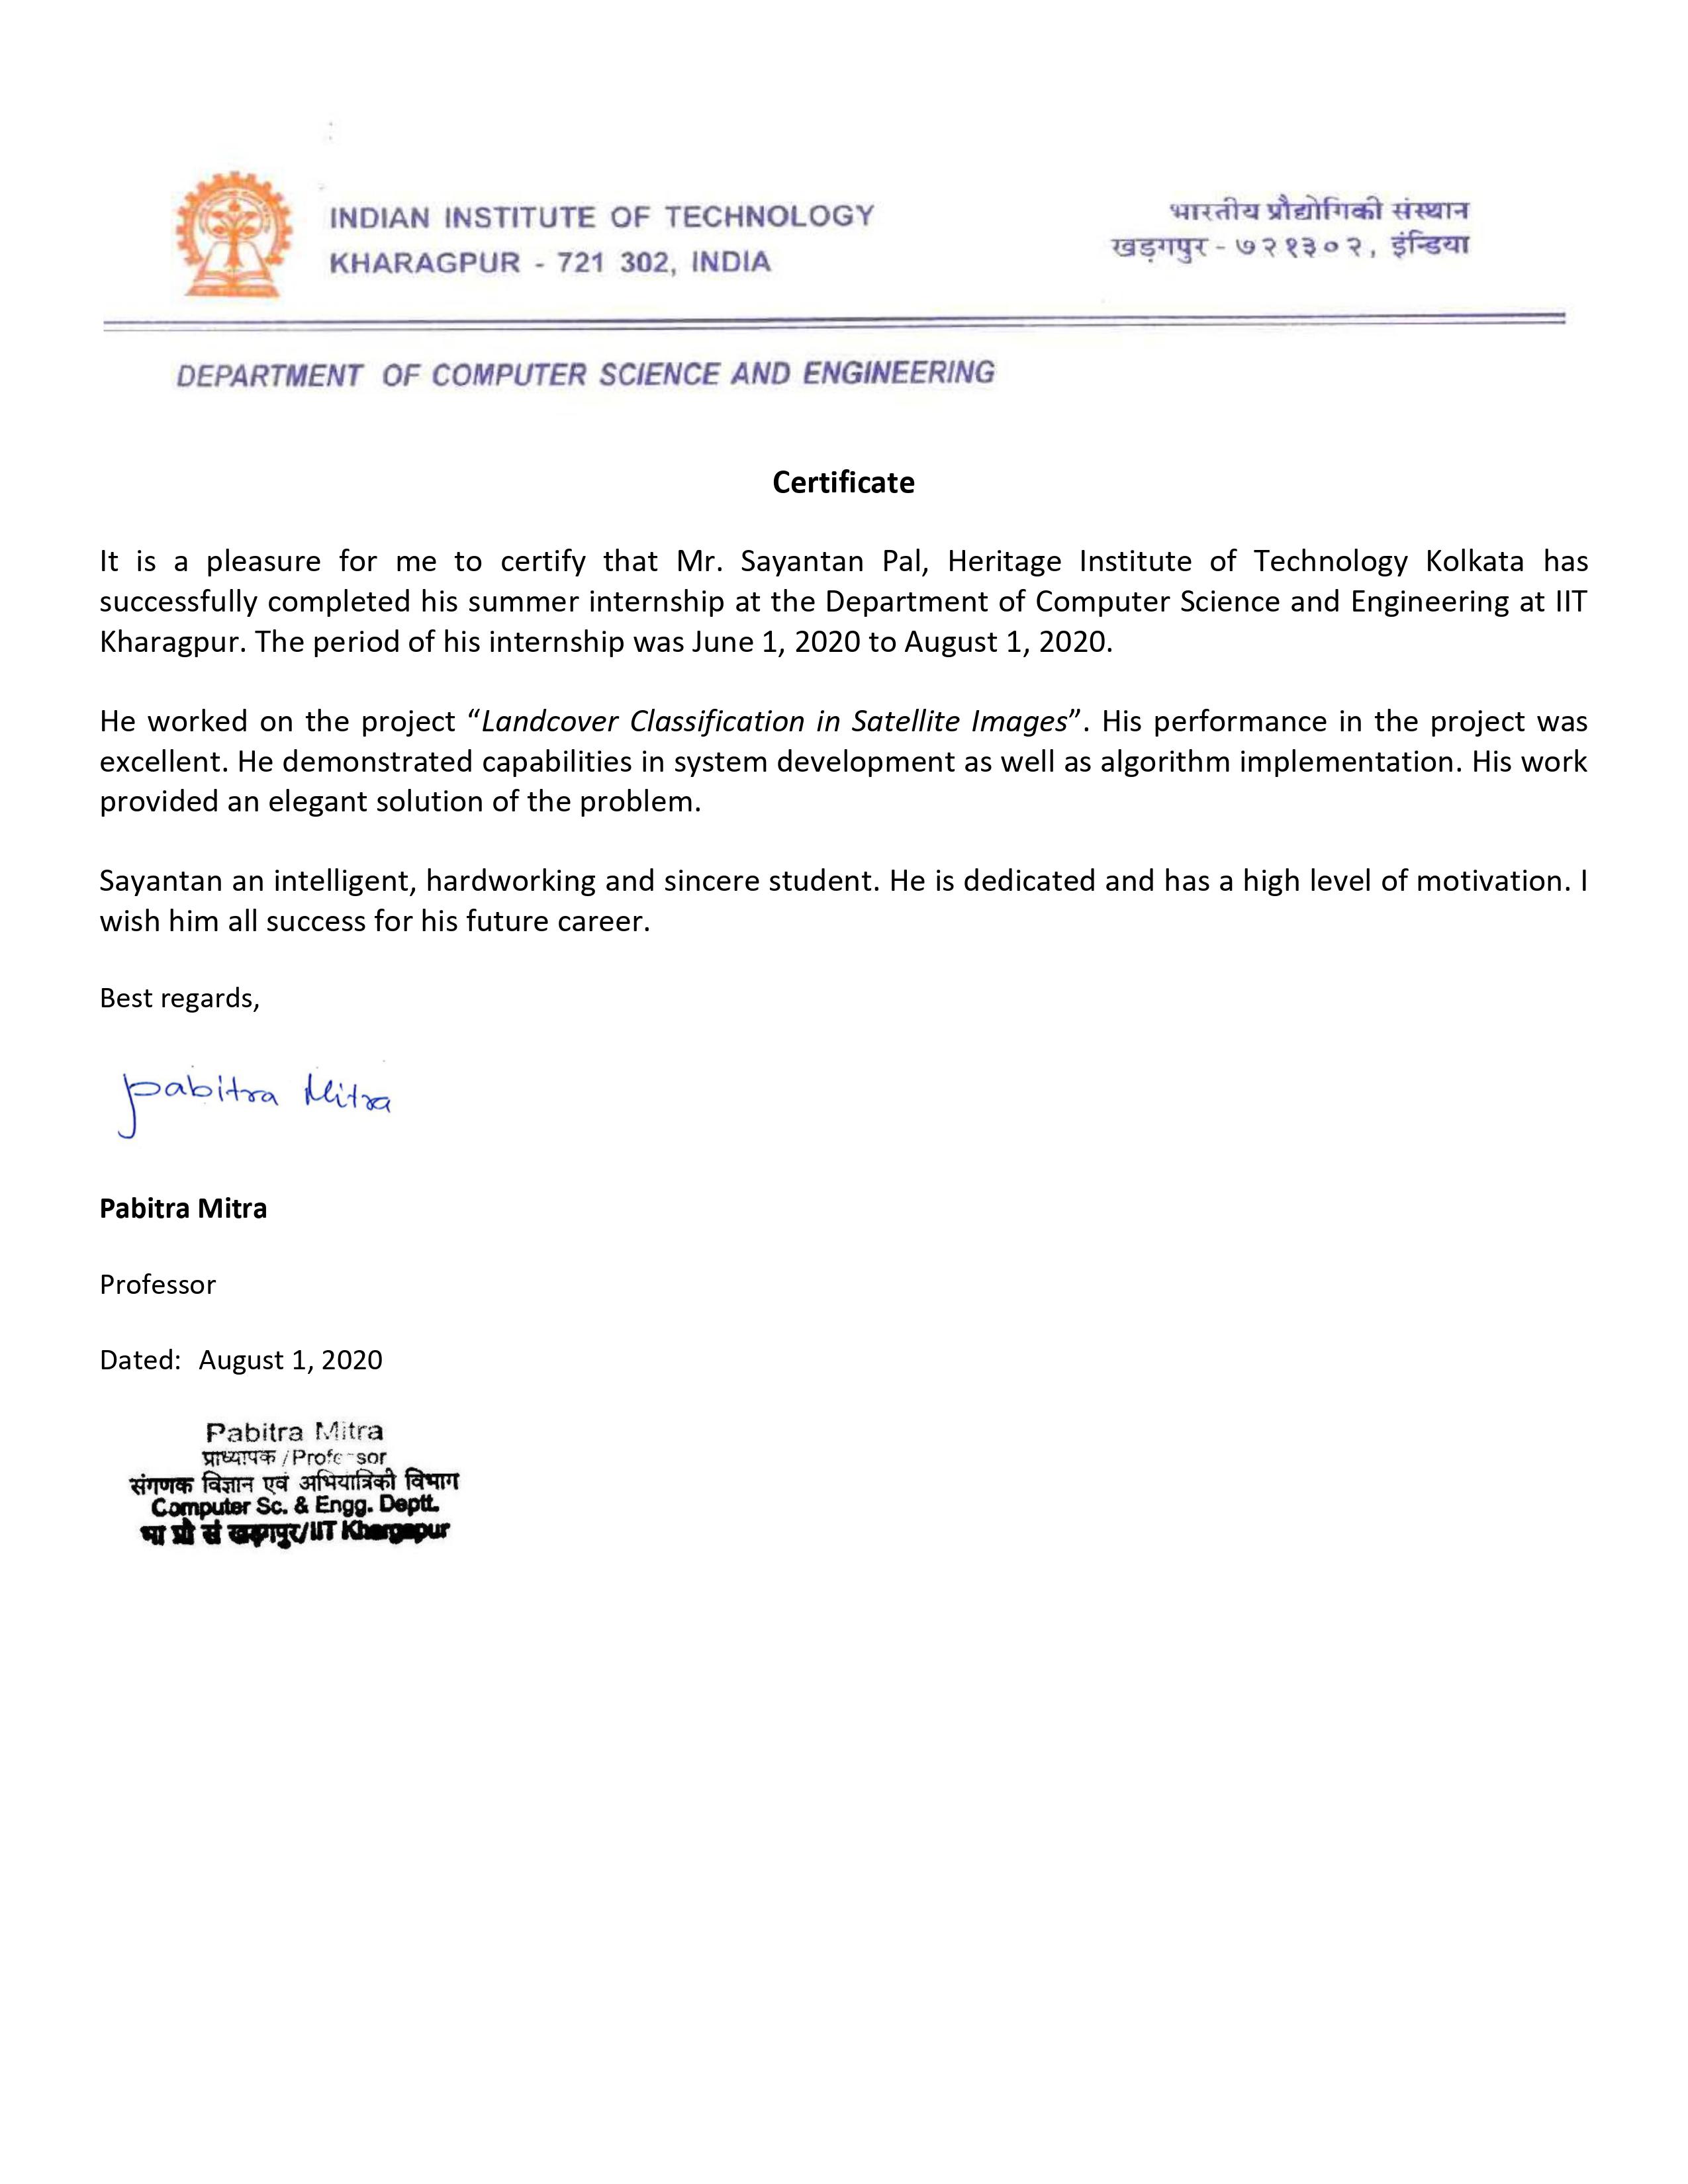 INDIAN INSTITUTE OF TECHNOLOGY
KHARAGPUR - 721 302, INDIA
भारतीय प्रौद्योगिकी संस्थान
खड़गपुर - ७२१३०२, इंन्डिया
DEPARTMENT OF COMPUTER SCIENCE AND ENGINEERING
Certificate
It is a pleasure for me to certify that Mr. Sayantan Pal, Heritage Institute of Technology Kolkata has
successfully completed his summer internship at the Department of Computer Science and Engineering at IIT
Kharagpur. The period of his internship was June 1, 2020 to August 1, 2020.
He worked on the project “Landcover Classification in Satellite Images”. His performance in the project was
excellent. He demonstrated capabilities in system development as well as algorithm implementation. His work
provided an elegant solution of the problem.
Sayantan an intelligent, hardworking and sincere student. He is dedicated and has a high level of motivation. I
wish him all success for his future career.
Best regards,
Pabitra Mitra
Pabitra Mitra
Professor
Dated: August 1, 2020
Pabitra Mitra
प्राध्यापक /Professor
संगणक विज्ञान एवं अभियात्रिकी विभाग
Computer Sc. & Engg. Deptt.
भा प्रौ सं खड़गपुर/IIT Khargapur